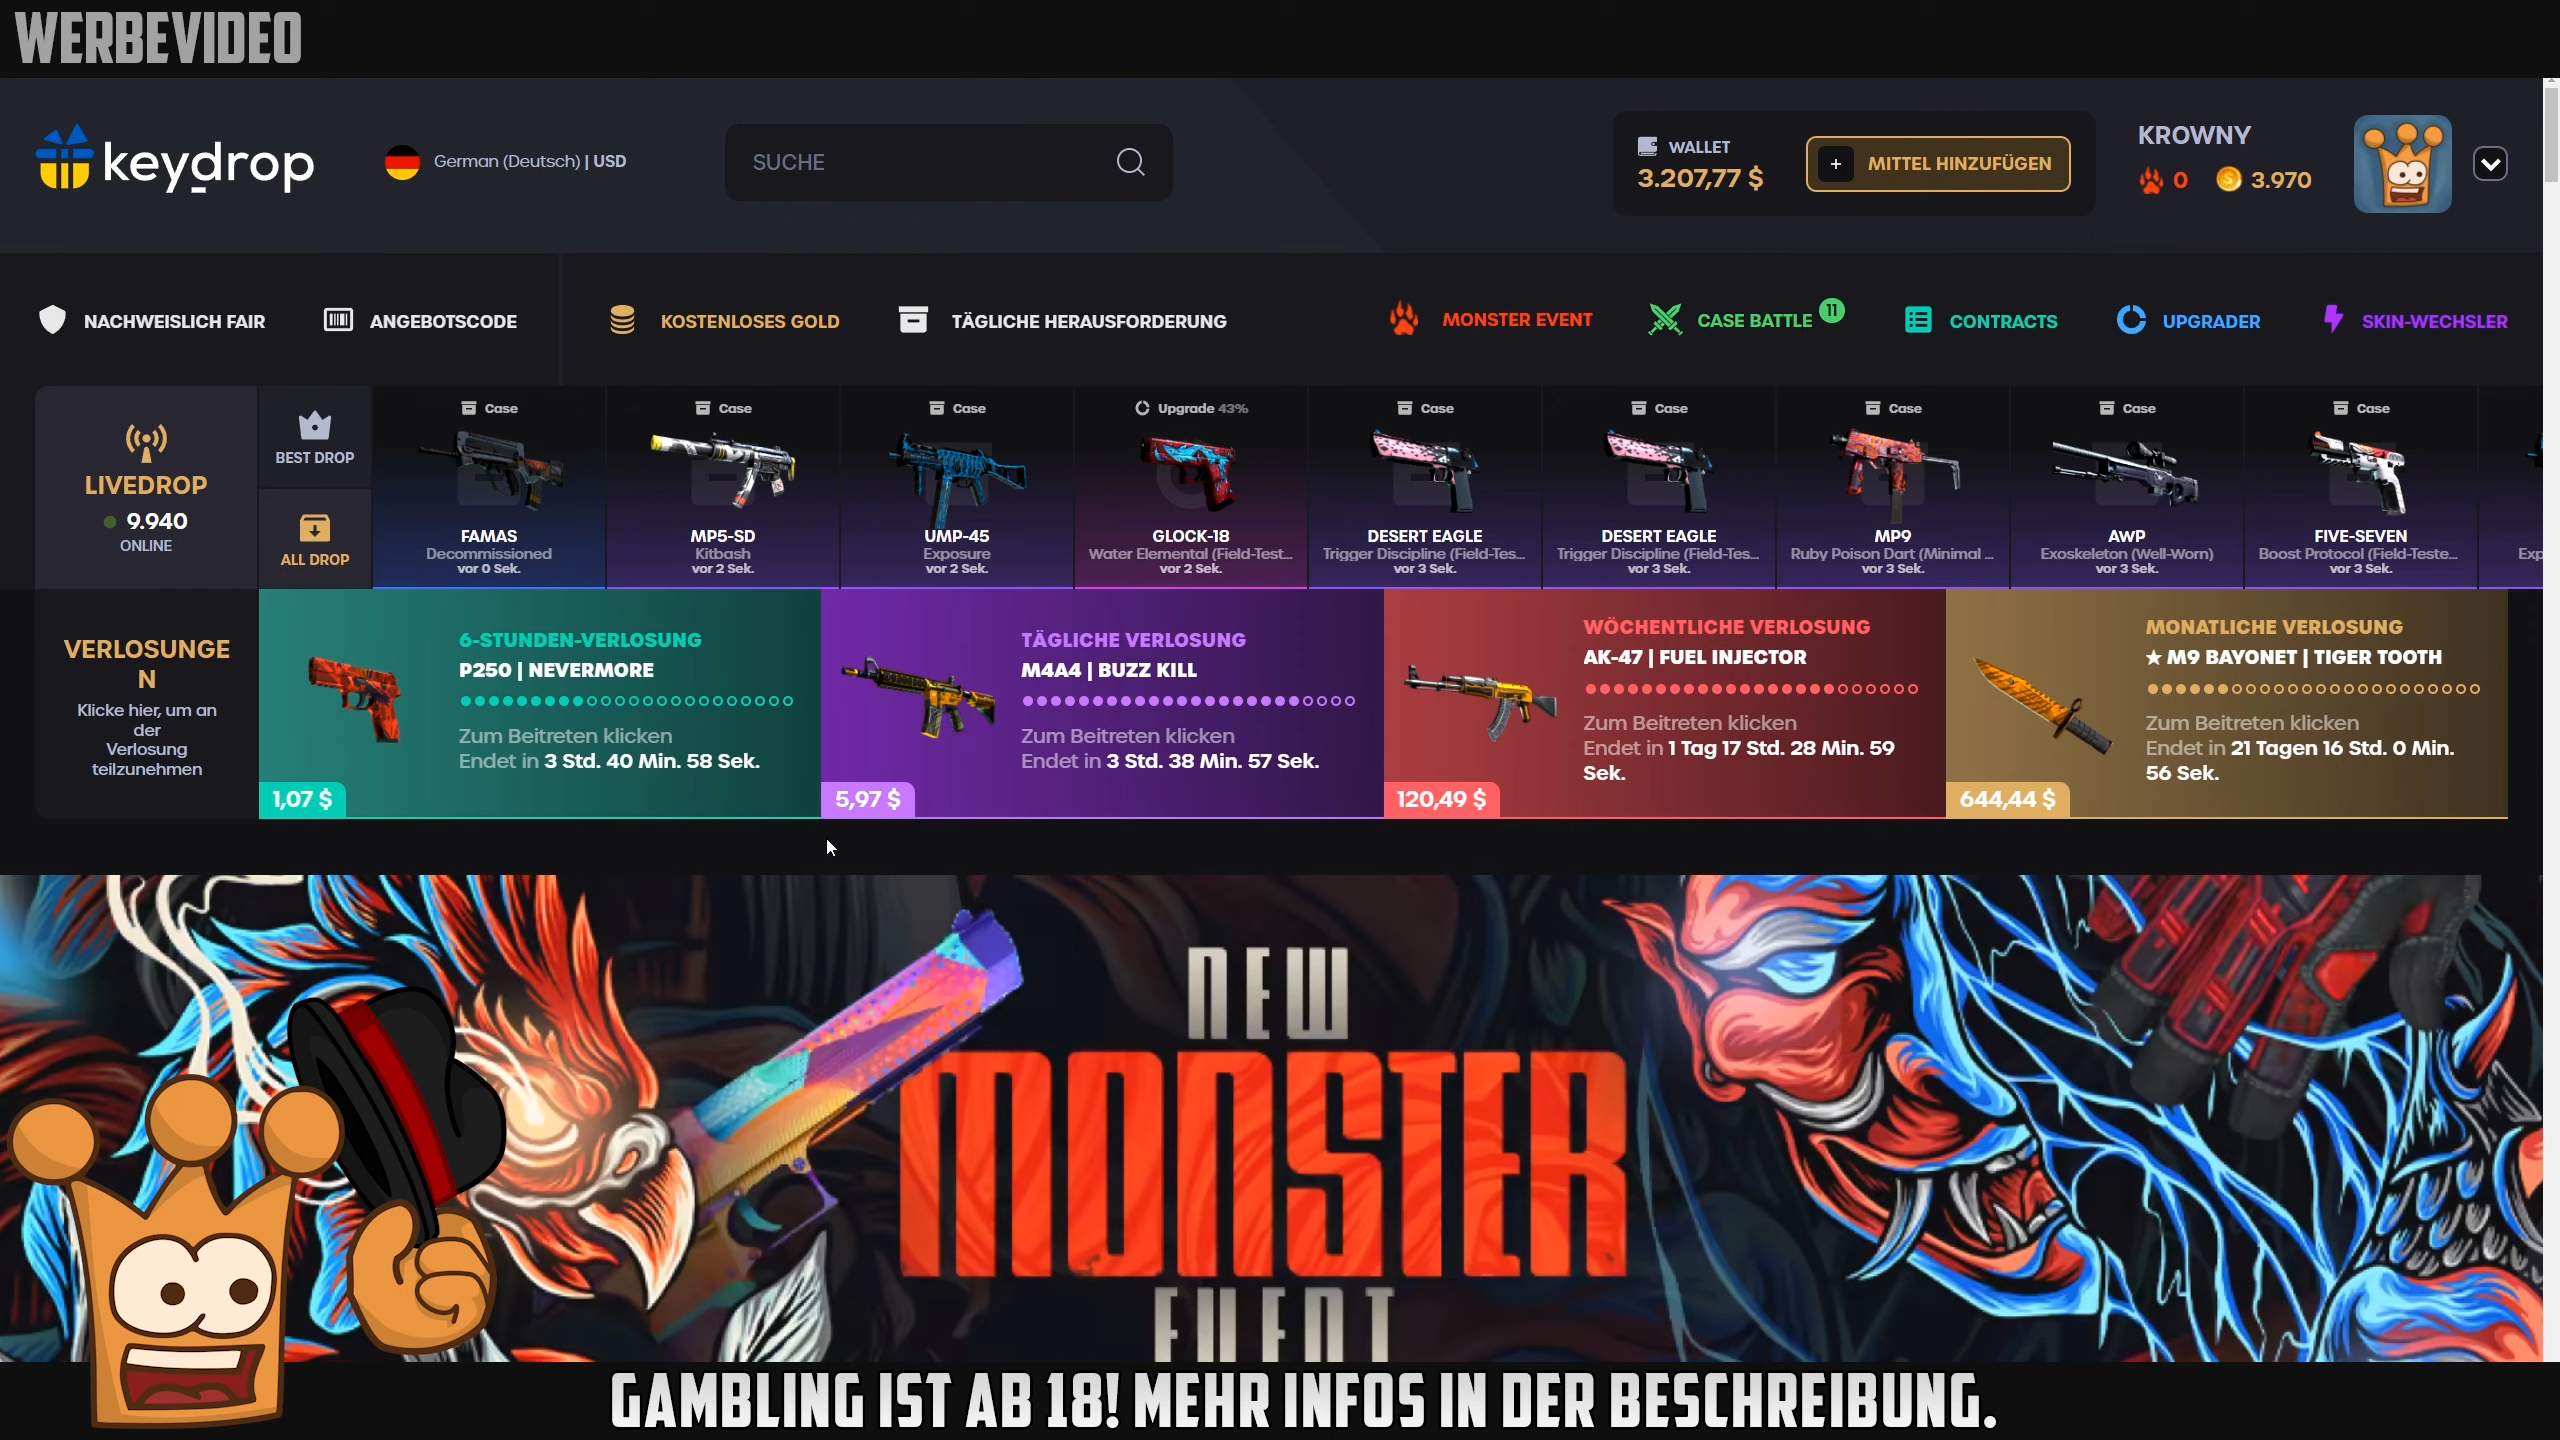 WERBEVIDEO
keydrop
German (Deutsch) | USD
SUCHE
WALLET
3.207,77 $
+ MITTEL HINZUFÜGEN
KROWNY
0 3.970
NACHWEISLICH FAIR
ANGEBOTSCODE
KOSTENLOSES GOLD
TÄGLICHE HERAUSFORDERUNG
MONSTER EVENT
CASE BATTLE 11
CONTRACTS
UPGRADER
SKIN-WECHSLER
LIVEDROP
9.940
ONLINE
BEST DROP
ALL DROP
Case
FAMAS
Decommissioned
vor 0 Sek.
Case
MP5-SD
Kitbash
vor 2 Sek.
Case
UMP-45
Exposure
vor 2 Sek.
Upgrade 43%
GLOCK-18
Water Elemental (Field-Test...
vor 2 Sek.
Case
DESERT EAGLE
Trigger Discipline (Field-Tes...
vor 3 Sek.
Case
DESERT EAGLE
Trigger Discipline (Field-Tes...
vor 3 Sek.
Case
MP9
Ruby Poison Dart (Minimal ...
vor 3 Sek.
Case
AWP
Exoskeleton (Well-Worn)
vor 3 Sek.
Case
FIVE-SEVEN
Boost Protocol (Field-Teste...
vor 3 Sek.
Exp
VERLOSUNGE
N
Klicke hier, um an
der
Verlosung
teilzunehmen
6-STUNDEN-VERLOSUNG
P250 | NEVERMORE
Zum Beitreten klicken
Endet in 3 Std. 40 Min. 58 Sek.
1,07 $
TÄGLICHE VERLOSUNG
M4A4 | BUZZ KILL
Zum Beitreten klicken
Endet in 3 Std. 38 Min. 57 Sek.
5,97 $
WÖCHENTLICHE VERLOSUNG
AK-47 | FUEL INJECTOR
Zum Beitreten klicken
Endet in 1 Tag 17 Std. 28 Min. 59
Sek.
120,49 $
MONATLICHE VERLOSUNG
★ M9 BAYONET | TIGER TOOTH
Zum Beitreten klicken
Endet in 21 Tagen 16 Std. 0 Min.
56 Sek.
644,44 $
NEW
MONSTER
EVENT
GAMBLING IST AB 18! MEHR INFOS IN DER BESCHREIBUNG.